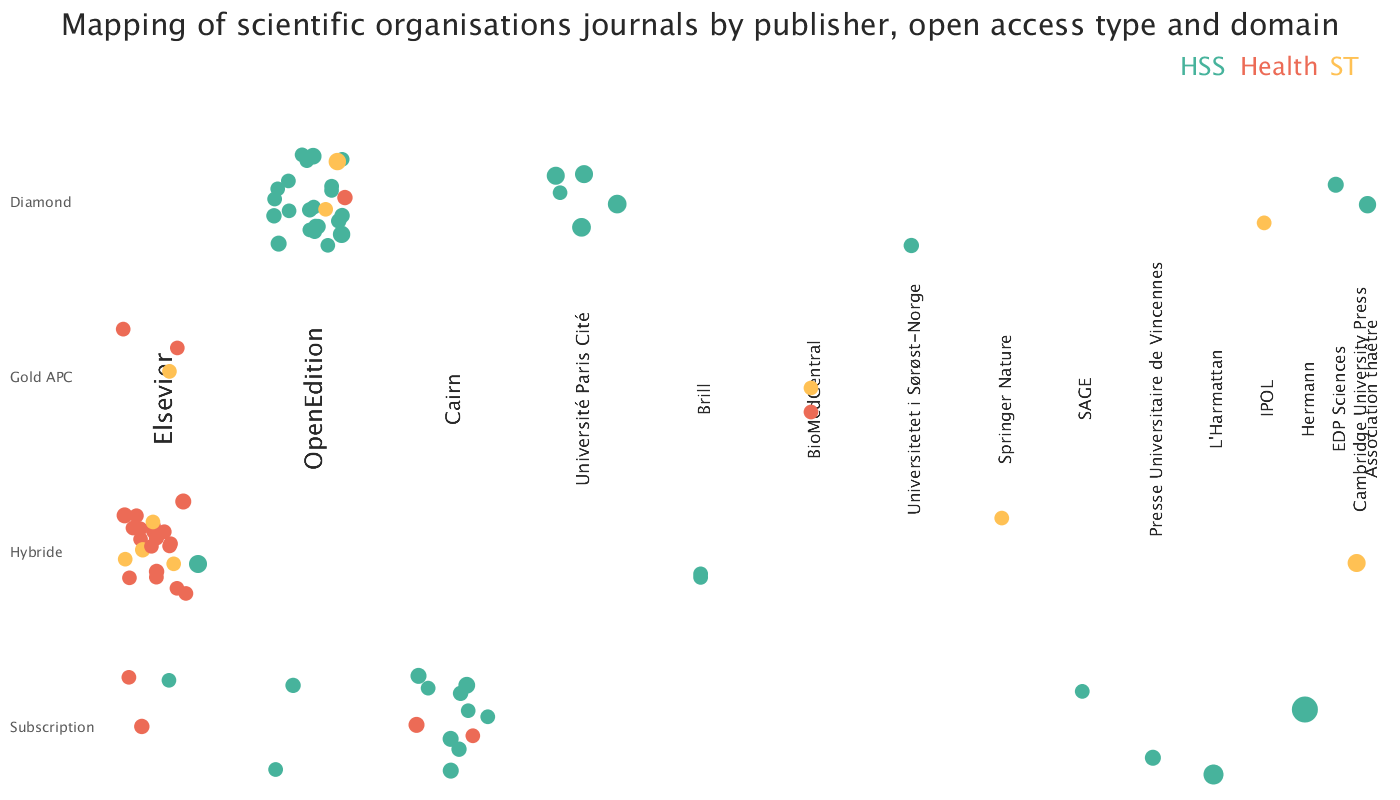 Mapping of scientific organisations journals by publisher, open access type and domain
HSS Health ST
Diamond
Gold APC
Hybride
Subscription
Elsevier
OpenEdition
Cairn
Université Paris Cité
Brill
BioMedCentral
Universitetet i Sørøst-Norge
Springer Nature
SAGE
Presse Universitaire de Vincennes
L'Harmattan
IPOL
Hermann
EDP Sciences
Cambridge University Press
Association thaêtre